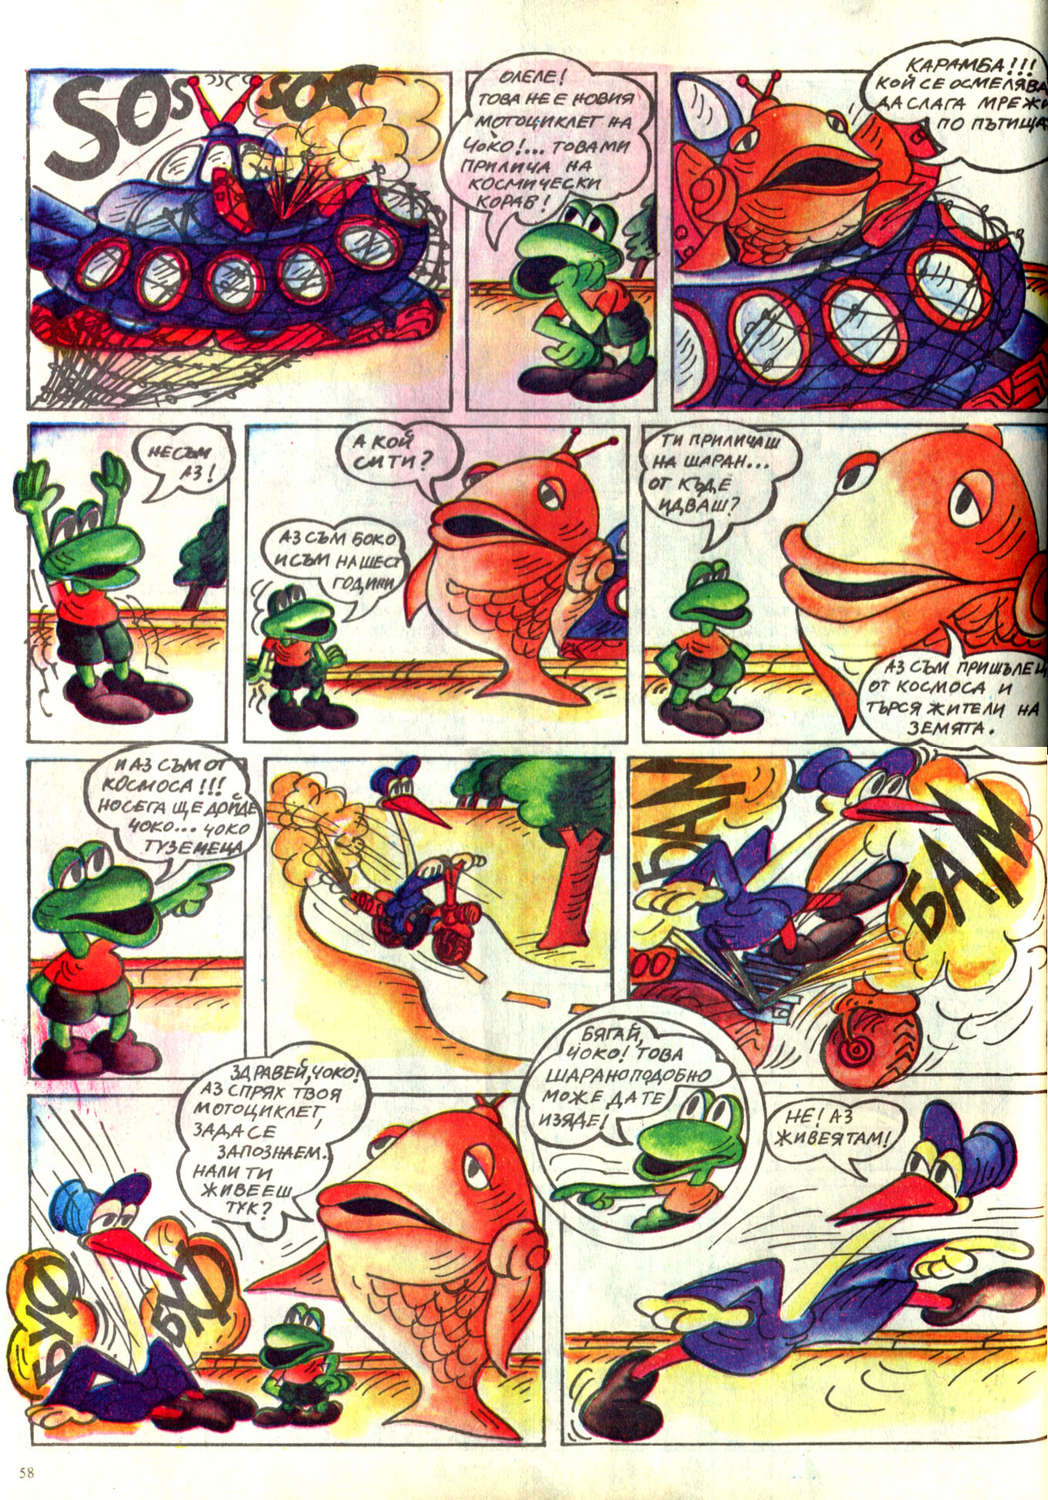 SOS
SOS
ОЛЕЛЕ!
ТОВА НЕ Е НОВИЯ
МОТОЦИКЛЕТ НА
ЧОКО!... ТОВА МИ
ПРИЛИЧА НА
КОСМИЧЕСКИ
КОРАБ!
КАРАМБА!!!
КОЙ СЕ ОСМЕЛЯВА
ДА СЛАГА МРЕЖИ
ПО ПЪТИЩА
НЕ СЪМ
АЗ!
А КОЙ
СИ ТИ?
АЗ СЪМ БОКО
И СЪМ НА ШЕСТ
ГОДИНИ
ТИ ПРИЛИЧАШ
НА ШАРАН...
ОТ КЪДЕ
ИДВАШ?
АЗ СЪМ ПРИШЪЛЕЦ
ОТ КОСМОСА И
ТЪРСЯ ЖИТЕЛИ НА
ЗЕМЯТА.
И АЗ СЪМ ОТ
КОСМОСА!!!
НО СЕГА ЩЕ ДОЙДЕ
ЧОКО... ЧОКО
ТУЗЕМЕЦА
БАМ
БАМ
ЗДРАВЕЙ, ЧОКО!
АЗ СПРЯХ ТВОЯ
МОТОЦИКЛЕТ,
ЗА ДА СЕ
ЗАПОЗНАЕМ.
НАЛИ ТИ
ЖИВЕЕШ
ТУК?
БУФ
БУФ
БЯГАЙ,
ЧОКО! ТОВА
ШАРАНОПОДОБНО
МОЖЕ ДА ТЕ
ИЗЯДЕ!
НЕ! АЗ
ЖИВЕЯ ТАМ!
58